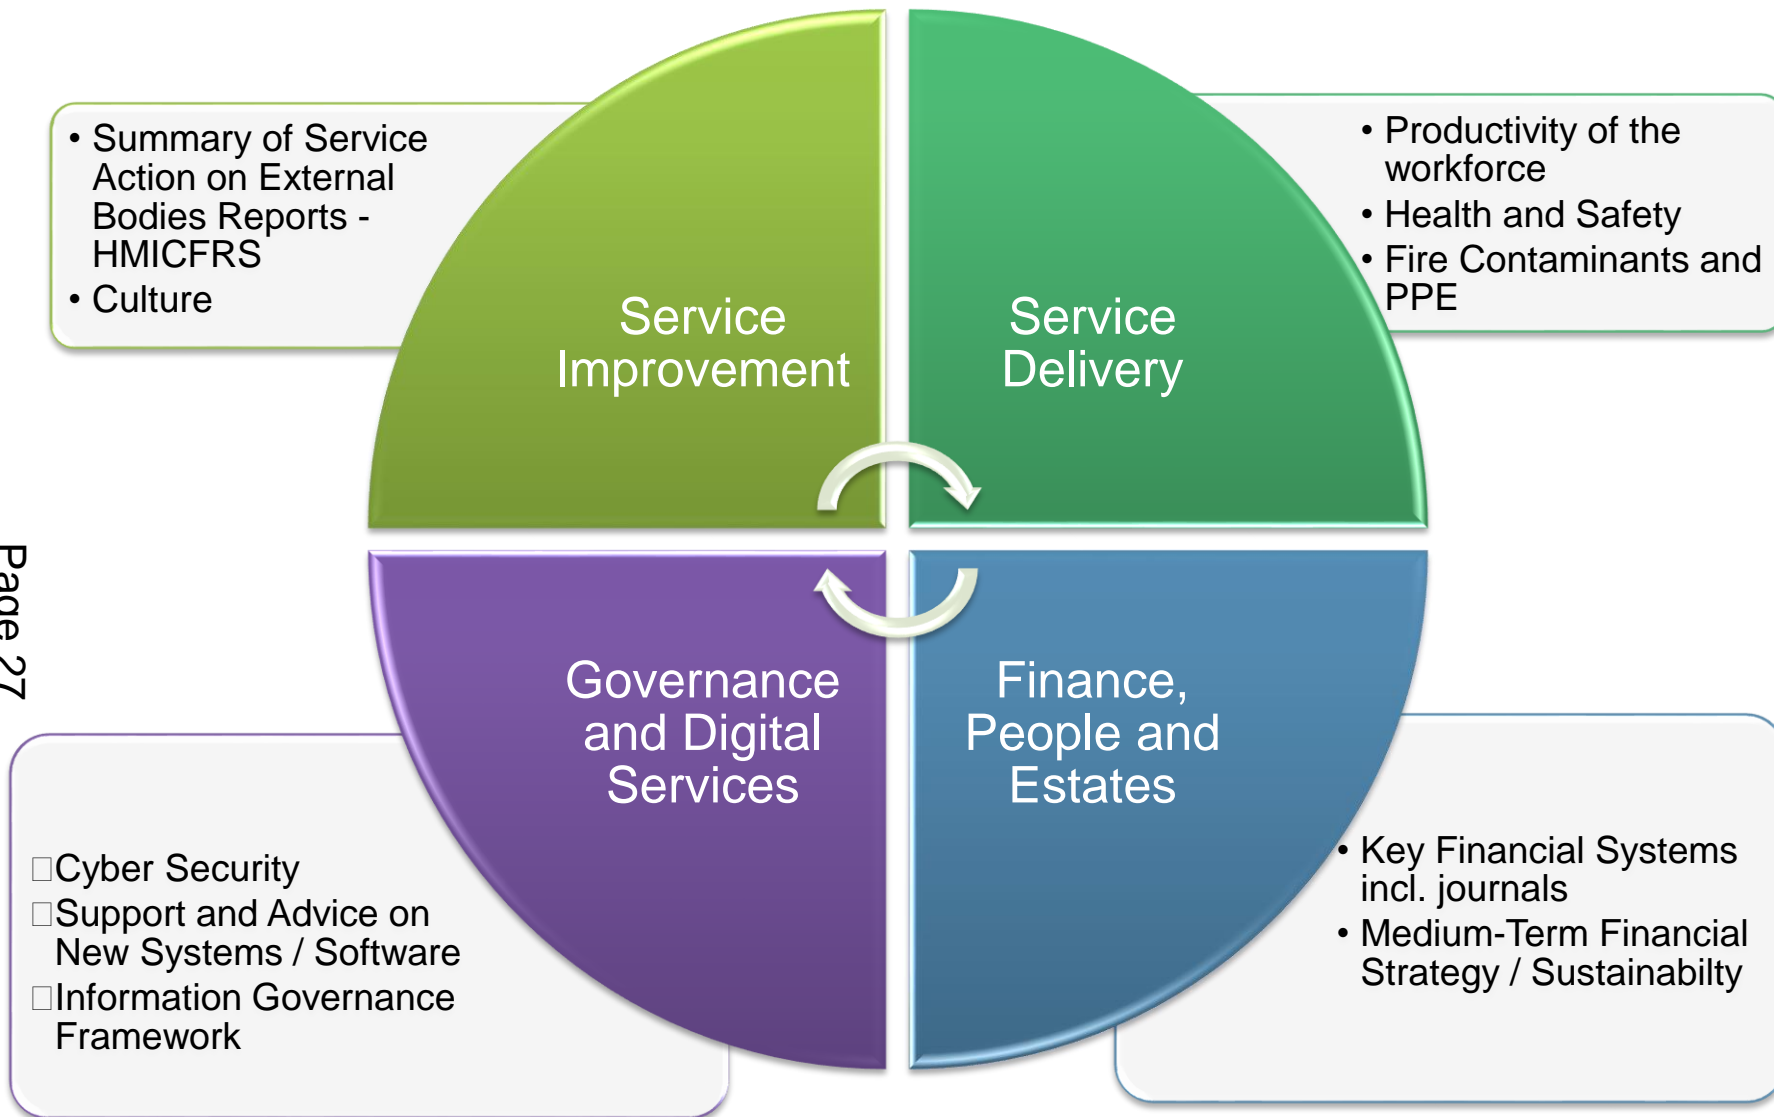 • Summary of Service
Action on External
Bodies Reports -
HMICFRS
• Culture
Service
Improvement
• Productivity of the
workforce
• Health and Safety
• Fire Contaminants and
PPE
Service
Delivery
Page 27
Governance
and Digital
Services
□Cyber Security
□Support and Advice on
New Systems / Software
□Information Governance
Framework
Finance,
People and
Estates
• Key Financial Systems
incl. journals
• Medium-Term Financial
Strategy / Sustainabilty